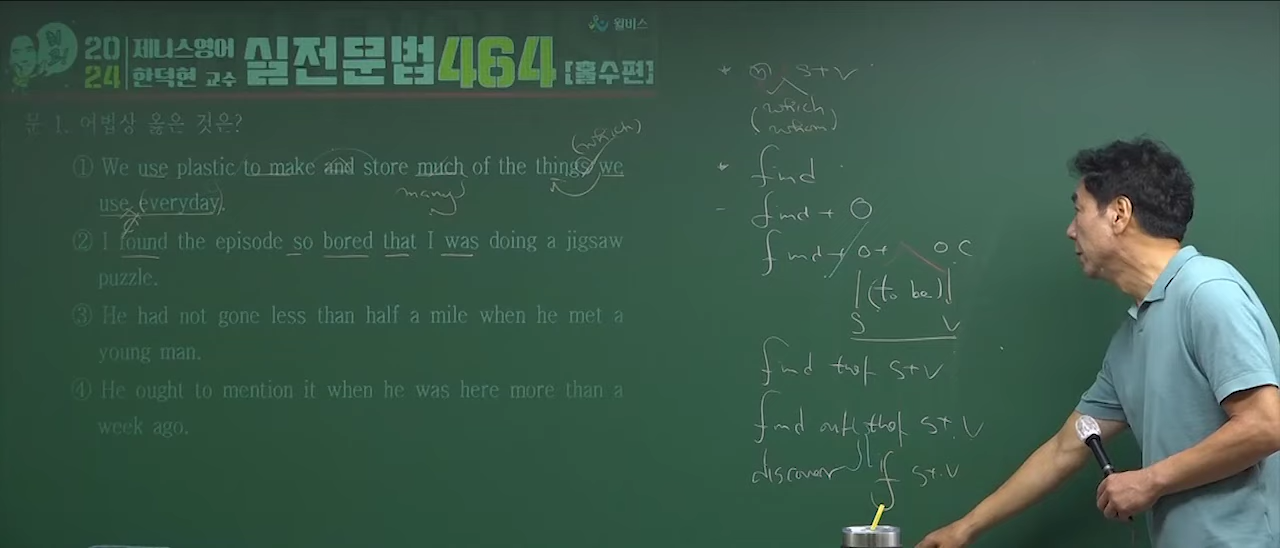 윌비스
20 제니스영어 실전문법464 [홀수편]
24 한덕현 교수
문 1. 어법상 옳은 것은?
① We use plastic to make and store much of the things we
(which)
many
use everyday.
② I found the episode so bored that I was doing a jigsaw
puzzle.
③ He had not gone less than half a mile when he met a
young man.
④ He ought to mention it when he was here more than a
week ago.
S+V
(which
whom)
find
find + O
find + O + O.C
(to be)
S V
find that S+V
find out that S+V
discover if S+V